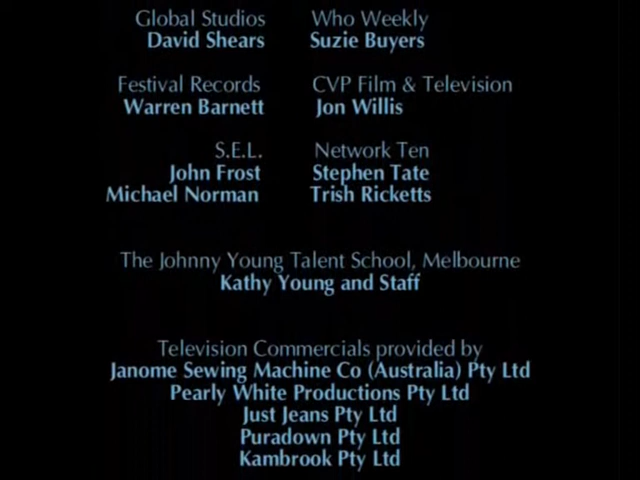 Global Studios
David Shears
Who Weekly
Suzie Buyers
Festival Records
Warren Barnett
CVP Film & Television
Jon Willis
S.E.L.
John Frost
Michael Norman
Network Ten
Stephen Tate
Trish Ricketts
The Johnny Young Talent School, Melbourne
Kathy Young and Staff
Television Commercials provided by
Janome Sewing Machine Co (Australia) Pty Ltd
Pearly White Productions Pty Ltd
Just Jeans Pty Ltd
Puradown Pty Ltd
Kambrook Pty Ltd